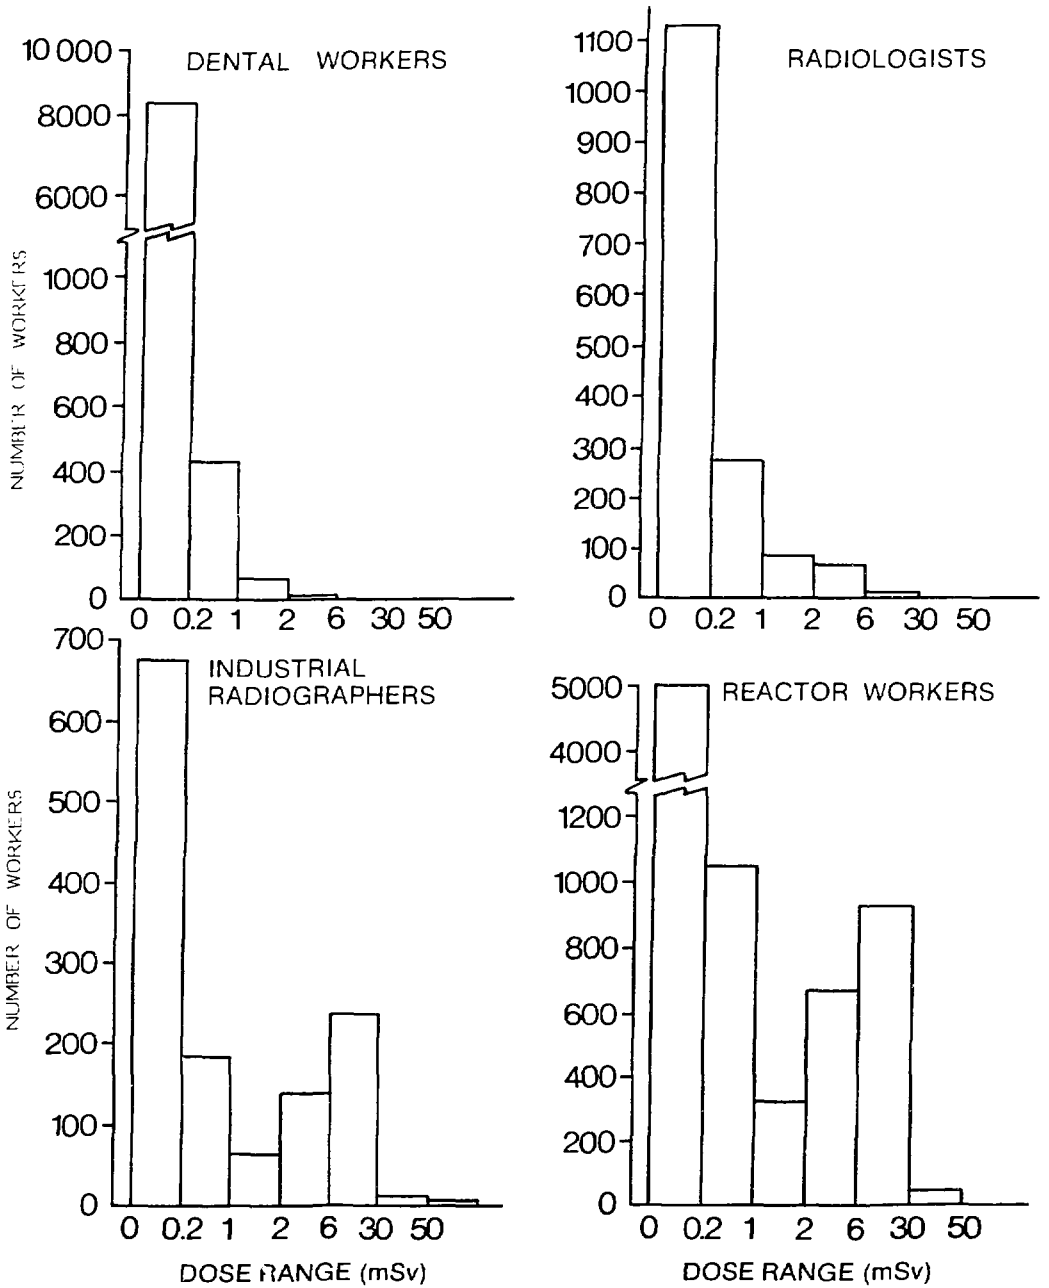 DENTAL WORKERS
10 000
8000
6000
1000
800
600
400
200
0
NUMBER OF WORKERS
0 0.2 1 2 6 30 50
RADIOLOGISTS
1100
1000
900
800
700
600
500
400
300
200
100
0
0 0.2 1 2 6 30 50
INDUSTRIAL
RADIOGRAPHERS
700
600
500
400
300
200
100
0
NUMBER OF WORKERS
0 0.2 1 2 6 30 50
DOSE RANGE (mSv)
REACTOR WORKERS
5000
4000
1200
1000
800
600
400
200
0
0 0.2 1 2 6 30 50
DOSE RANGE (mSv)